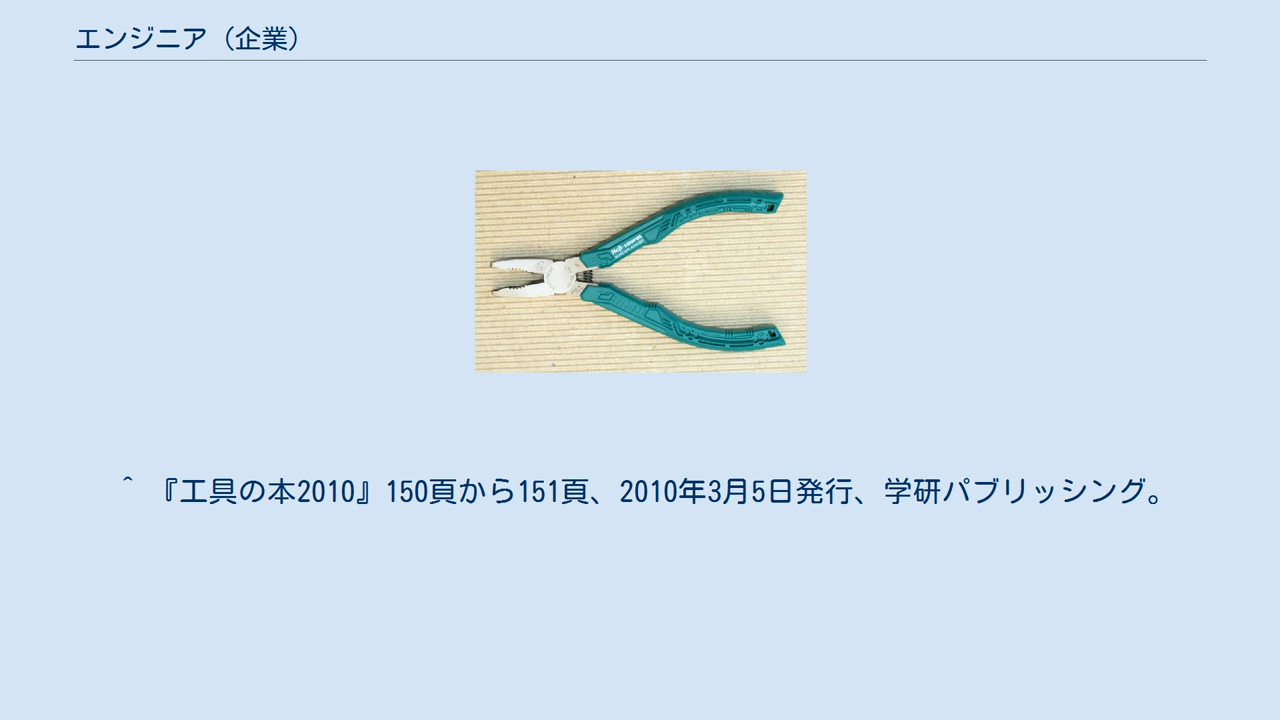 エンジニア（企業）
^ 『工具の本2010』150頁から151頁、2010年3月5日発行、学研パブリッシング。